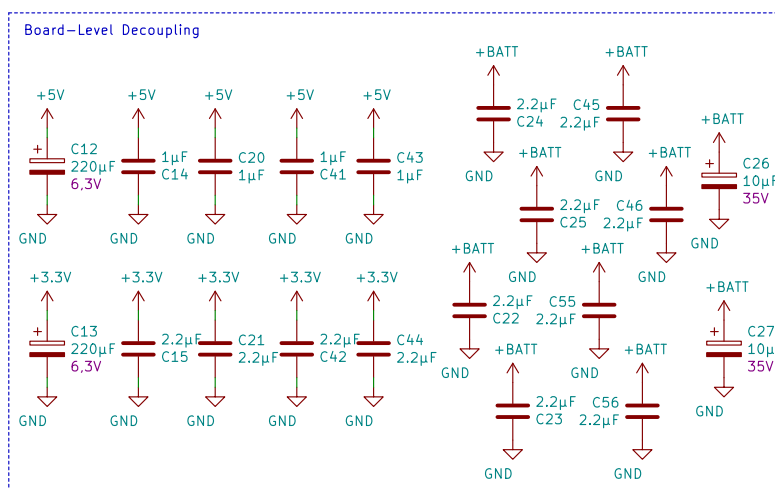 Board-Level Decoupling
+5V
C12
220µF
6,3V
GND
+5V
1µF
C14
GND
+5V
C20
1µF
GND
+5V
1µF
C41
GND
+5V
C43
1µF
GND
+3.3V
C13
220µF
6,3V
GND
+3.3V
2.2µF
C15
GND
+3.3V
C21
2.2µF
GND
+3.3V
2.2µF
C42
GND
+3.3V
C44
2.2µF
GND
+BATT
2.2µF
C24
GND
+BATT
C45
2.2µF
GND
+BATT
2.2µF
C25
GND
+BATT
C46
2.2µF
GND
+BATT
C26
10µF
35V
GND
+BATT
2.2µF
C22
GND
+BATT
C55
2.2µF
GND
+BATT
2.2µF
C23
GND
+BATT
C56
2.2µF
GND
+BATT
C27
10µ
35V
GND